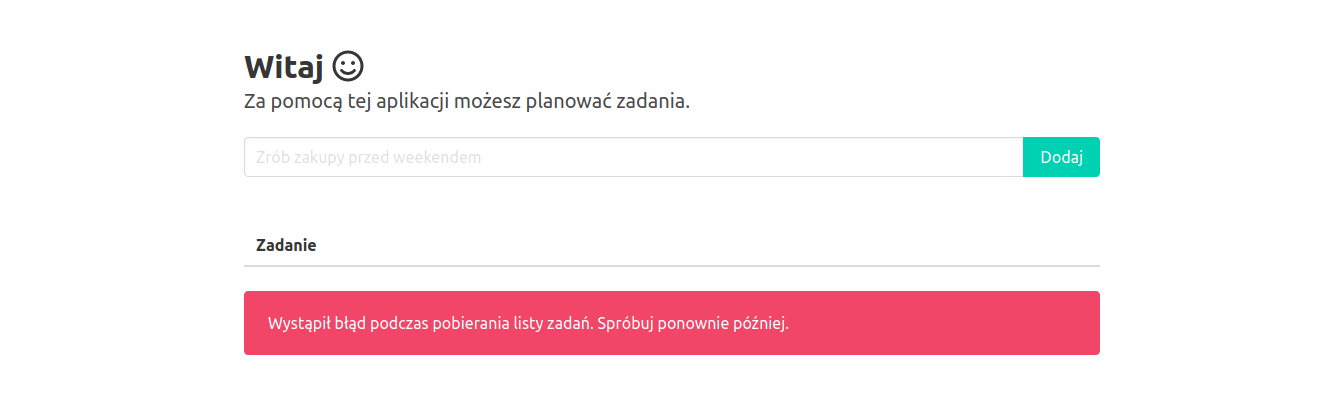 Witaj
Za pomocą tej aplikacji możesz planować zadania.
Zrób zakupy przed weekendem
Dodaj
Zadanie
Wystąpił błąd podczas pobierania listy zadań. Spróbuj ponownie później.